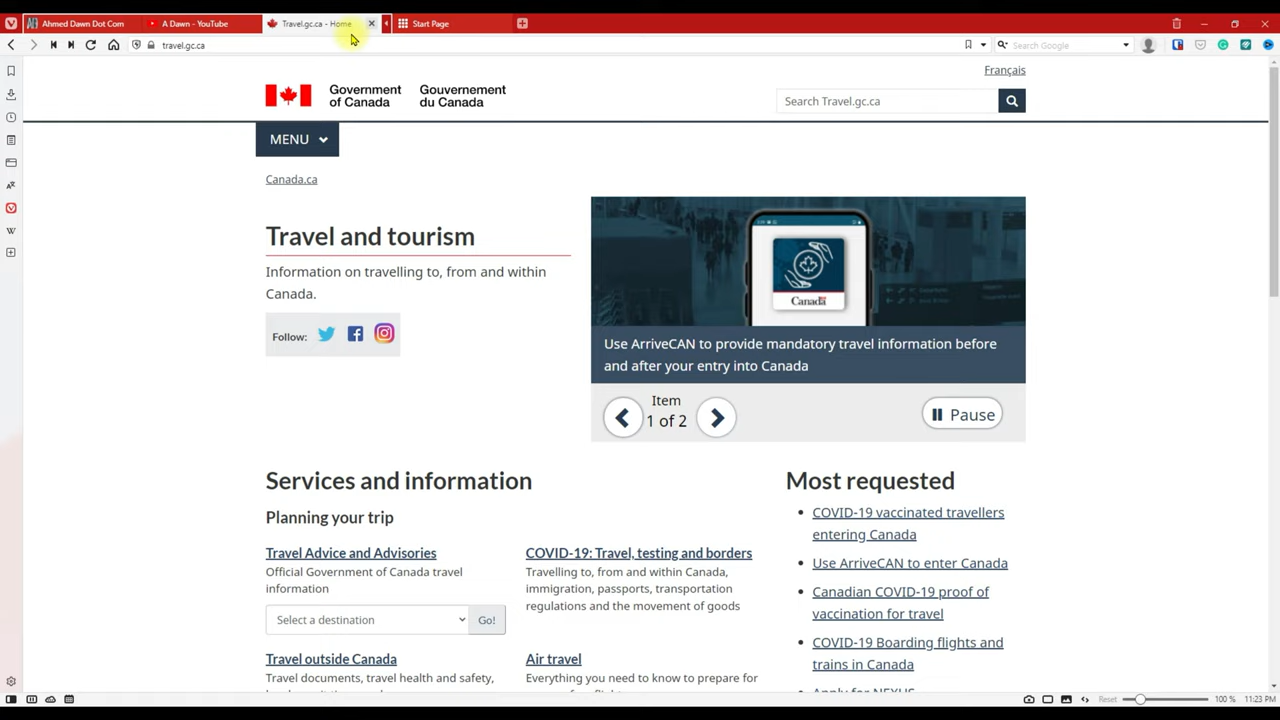 Ahmed Dawn Dot Com
A Dawn - YouTube
Travel.gc.ca - Home
Start Page
travel.gc.ca
Search Google
Français
Government of Canada
Gouvernement du Canada
Search Travel.gc.ca
MENU
Canada.ca
Travel and tourism
Information on travelling to, from and within
Canada.
Follow:
Canada
Use ArriveCAN to provide mandatory travel information before
and after your entry into Canada
Item
1 of 2
Pause
Services and information
Planning your trip
Travel Advice and Advisories
Official Government of Canada travel
information
Select a destination
Go!
COVID-19: Travel, testing and borders
Travelling to, from and within Canada,
immigration, passports, transportation
regulations and the movement of goods
Travel outside Canada
Travel documents, travel health and safety,
Air travel
Everything you need to know to prepare for
Most requested
COVID-19 vaccinated travellers
entering Canada
Use ArriveCAN to enter Canada
Canadian COVID-19 proof of
vaccination for travel
COVID-19 Boarding flights and
trains in Canada
Apply for NEXUS
Reset
100 %
11:23 PM